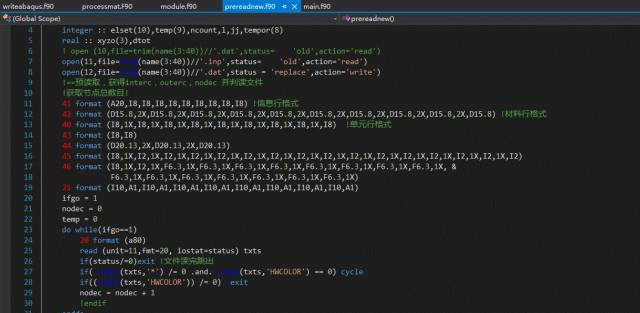 writeabaqus.f90 processmat.f90 module.f90 prereadnew.f90 main.f90
(Global Scope) prereadnew()
4 integer :: elset(10),temp(9),ncount,l,jj,tempor(8)
5 real :: xyzo(3),dtot
6 ! open (10,file=trim(name(3:40))//'.dat',status= 'old',action='read')
7 open(11,file=trim(name(3:40))//'.inp',status= 'old',action='read')
8 open(12,file=trim(name(3:40))//'.dat',status = 'replace',action='write')
9 !==预读取，获得interc，outerc，nodec 并判读文件
10 !获取节点总数目!
11 41 format (A20,I8,I8,I8,I8,I8,I8,I8,I8,I8) !信息行格式
12 42 format (D15.8,2X,D15.8,2X,D15.8,2X,D15.8,2X,D15.8,2X,D15.8,2X,D15.8,2X,D15.8) !材料行格式
13 40 format (I8,1X,I8,1X,I8,1X,I8,1X,I8,1X,I8,1X,I8,1X,I8,1X,I8) !单元行格式
14 43 format (I8,I8)
15 44 format (D20.13,2X,D20.13,2X,D20.13)
16 45 format (I8,1X,I2,1X,I2,1X,I2,1X,I2,1X,I2,1X,I2,1X,I2,1X,I2,1X,I2,1X,I2,1X,I2,1X,I2,1X,I2)
17 46 format (I8,1X,I2,1X,F6.3,1X,F6.3,1X,F6.3,1X,F6.3,1X,F6.3,1X,F6.3,1X,F6.3,1X,F6.3,1X, &
18 F6.3,1X,F6.3,1X,F6.3,1X,F6.3,1X,F6.3,1X,F6.3,1X,F6.3,1X)
19 21 format (I10,A1,I10,A1,I10,A1,I10,A1,I10,A1,I10,A1,I10,A1,I10,A1)
20 ifgo = 1
21 nodec = 0
22 temp = 0
23 do while(ifgo==1)
24 20 format (a80)
25 read (unit=11,fmt=20, iostat=status) txts
26 if(status/=0)exit !文件读完跳出
27 if( index(txts,'*') /= 0 .and. index(txts,'HWCOLOR') == 0) cycle
28 if((index(txts,'HWCOLOR')) /= 0) exit
29 nodec = nodec + 1
30 !endif
31 enddo